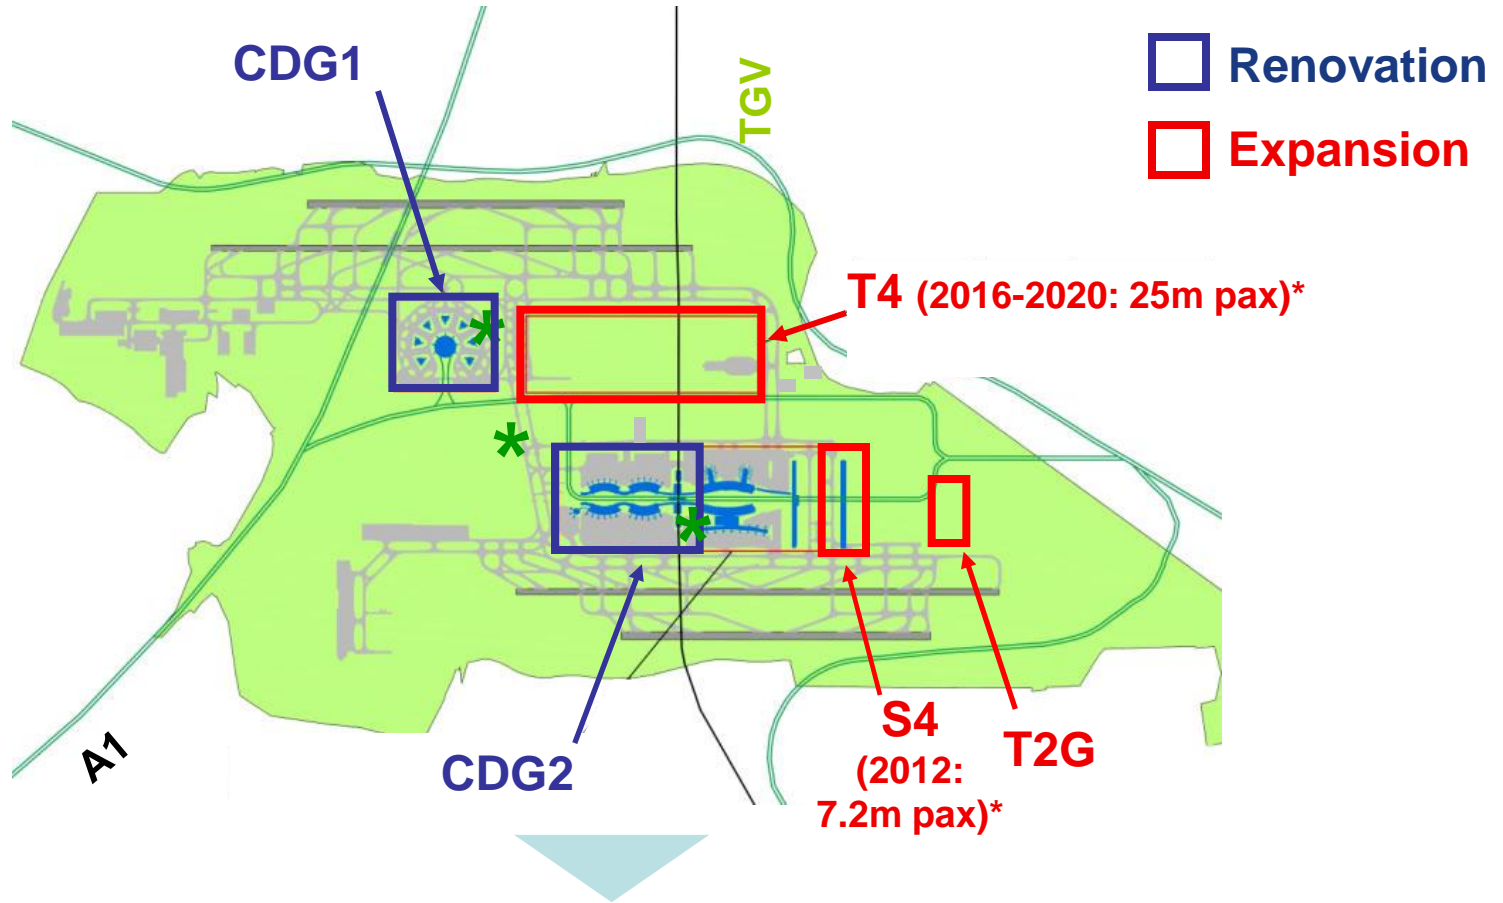 CDG1
TGV
Renovation
Expansion
T4 (2016-2020: 25m pax)*
*
*
*
S4
(2012:
7.2m pax)*
T2G
CDG2
A1